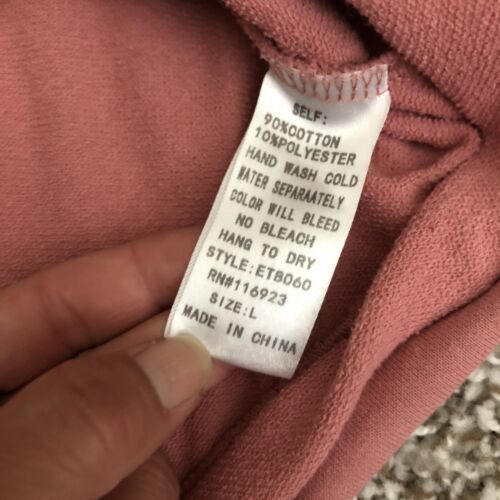 SELF:
90%COTTON
10%POLYESTER
HAND WASH COLD
WATER SEPARAATELY
COLOR WILL BLEED
NO BLEACH
HANG TO DRY
STYLE:ET8060
RN#116923
SIZE:L
MADE IN CHINA